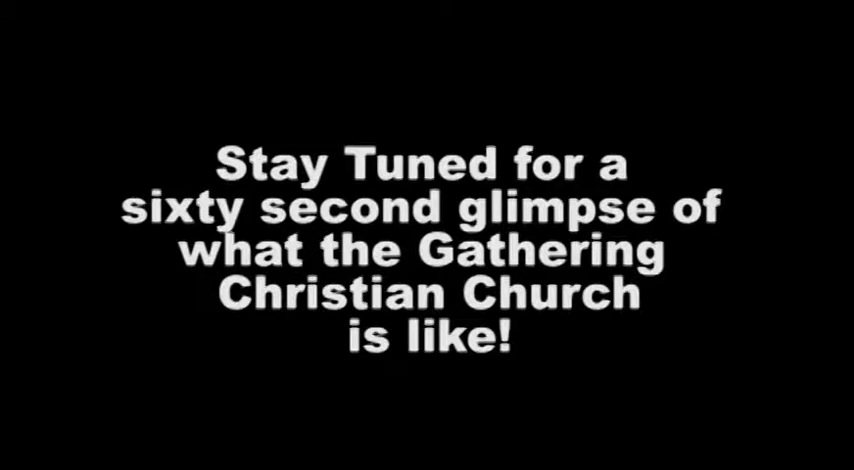 Stay Tuned for a
sixty second glimpse of
what the Gathering
Christian Church
is like!